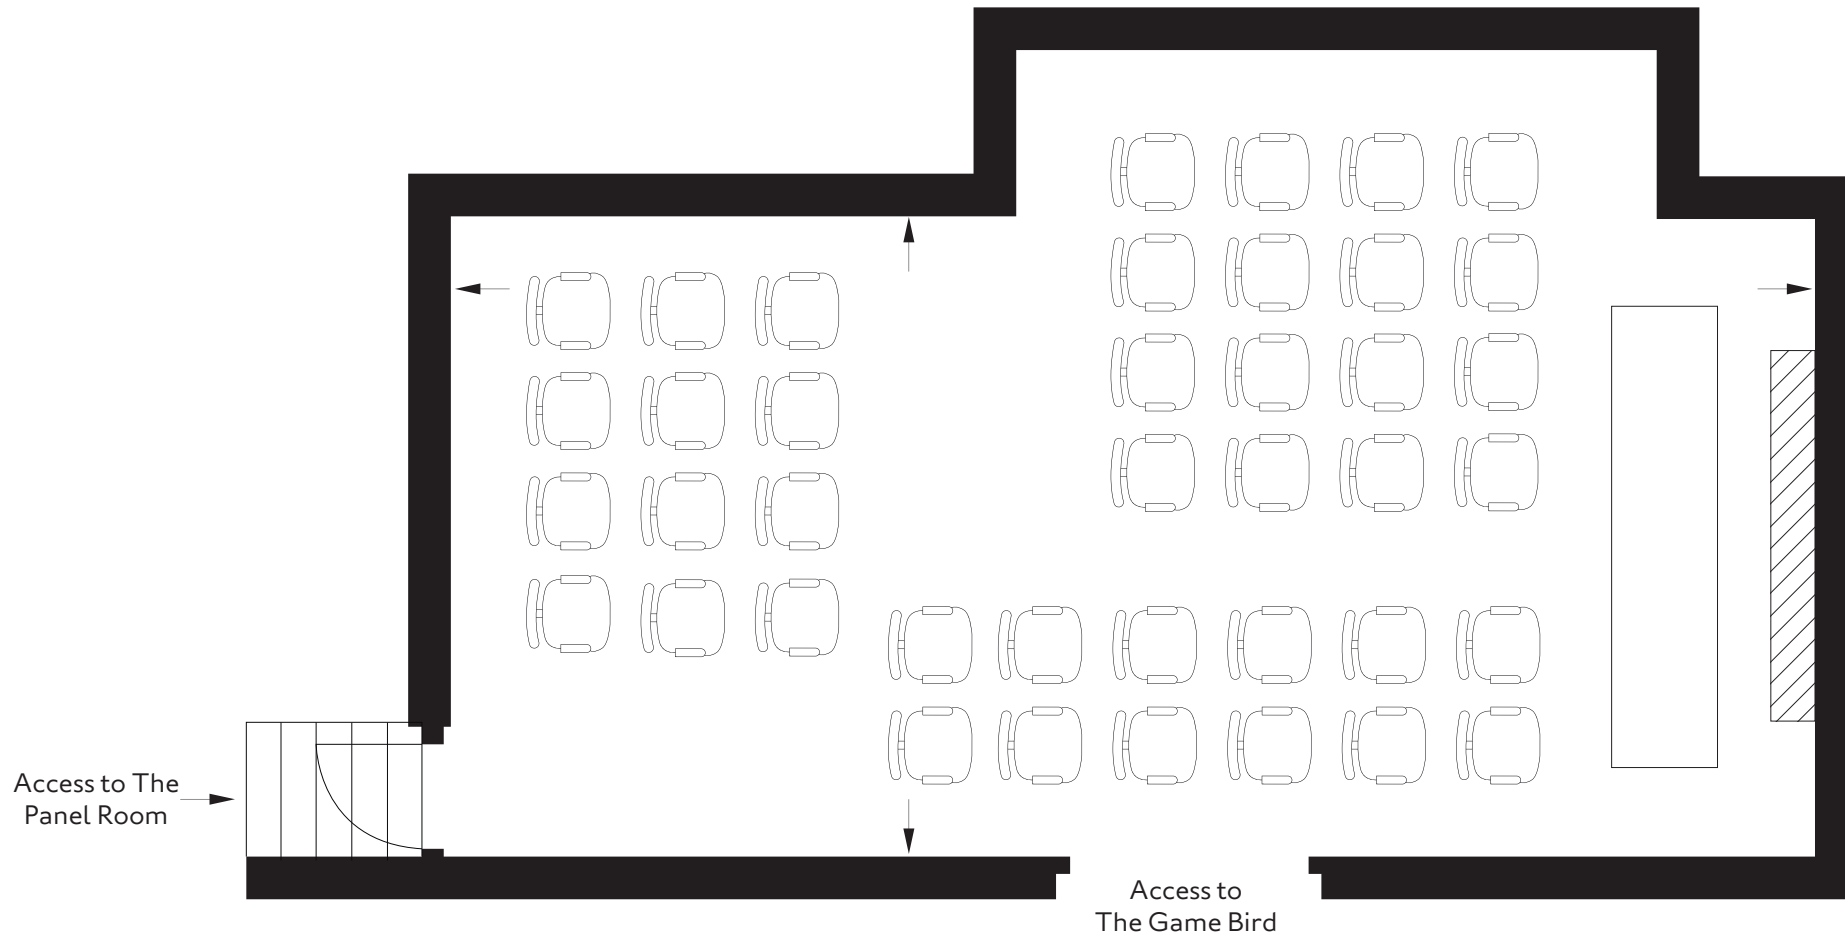 Access to The
Panel Room
Access to
The Game Bird